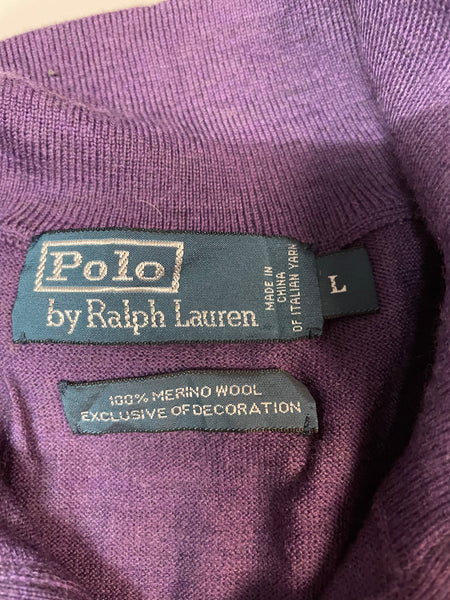 Polo
by Ralph Lauren
MADE IN
CHINA
OF ITALIAN YARN
L
100% MERINO WOOL
EXCLUSIVE OF DECORATION